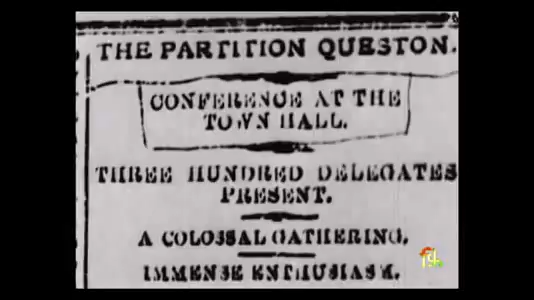 THE PARTITION QUESTON.
CONFERENCE AT THE
TOWN HALL.
THREE HUNDRED DELEGATES
PRESENT.
A COLOSSAL GATHERING.
IMMENSE ENTHUSIASM.